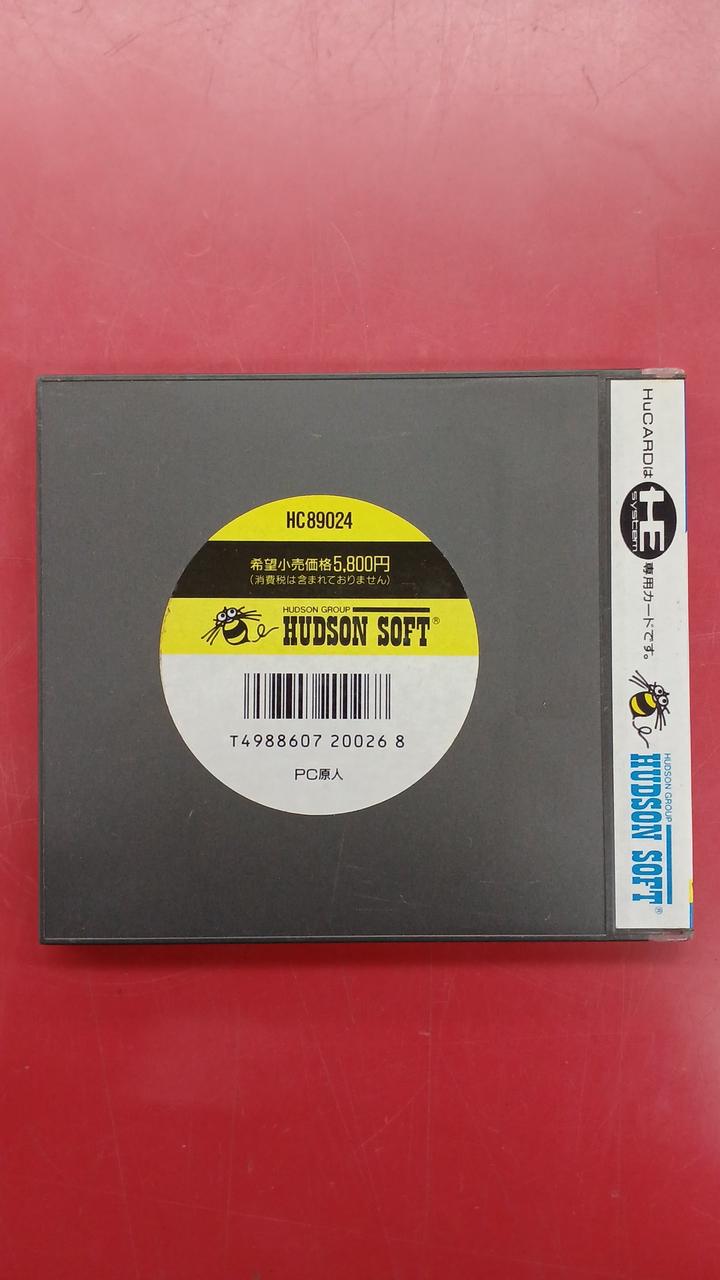 HC89024
希望小売価格5,800円
(消費税は含まれておりません)
HUDSON GROUP
HUDSON SOFT®
T4988607 20026 8
PC原人
HuCARDは HE system 専用カードです。
HUDSON GROUP
HUDSON SOFT®